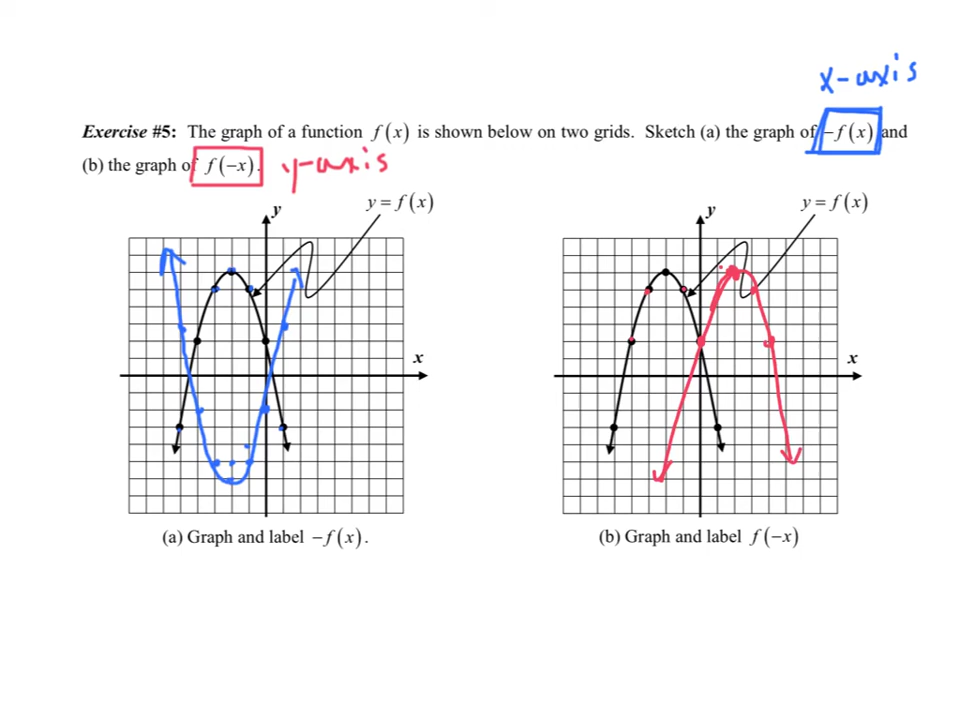 x-axis
Exercise #5: The graph of a function f(x) is shown below on two grids. Sketch (a) the graph of -f(x) and
(b) the graph of f(-x). y-axis
y y = f(x) y y = f(x)
x x
(a) Graph and label -f(x). (b) Graph and label f(-x)